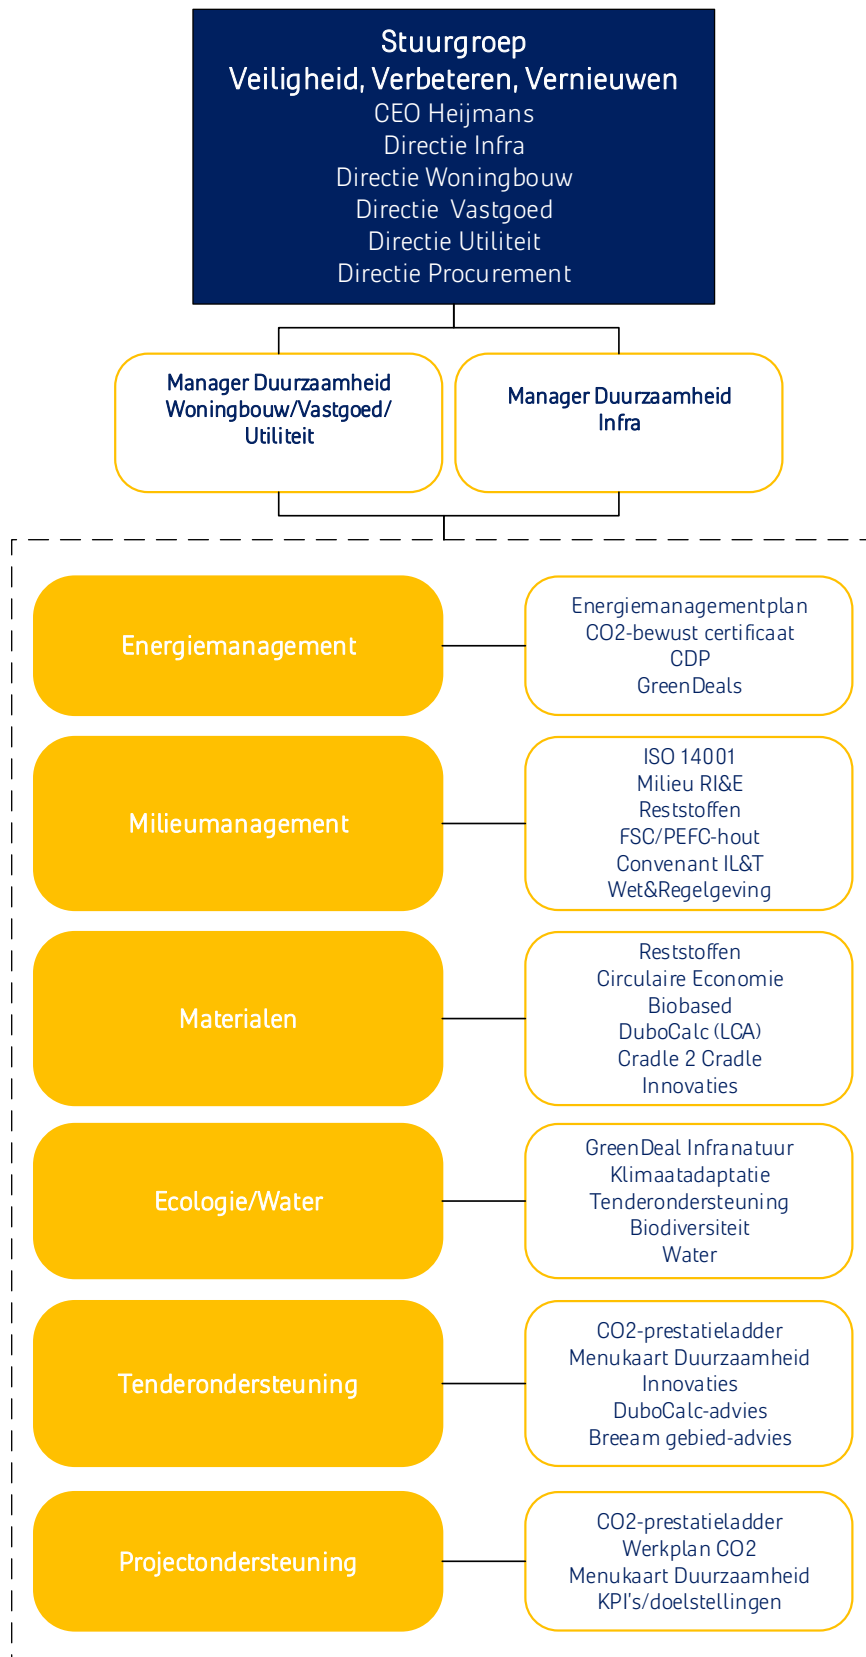 Stuurgroep
Veiligheid, Verbeteren, Vernieuwen
CEO Heijmans
Directie Infra
Directie Woningbouw
Directie Vastgoed
Directie Utiliteit
Directie Procurement
Manager Duurzaamheid
Woningbouw/Vastgoed/
Utiliteit
Manager Duurzaamheid
Infra
Energiemanagement
Energiemanagementplan
CO2-bewust certificaat
CDP
GreenDeals
Milieumanagement
ISO 14001
Milieu RI&E
Reststoffen
FSC/PEFC-hout
Convenant IL&T
Wet&Regelgeving
Materialen
Reststoffen
Circulaire Economie
Biobased
DuboCalc (LCA)
Cradle 2 Cradle
Innovaties
Ecologie/Water
GreenDeal Infranatuur
Klimaatadaptatie
Tenderondersteuning
Biodiversiteit
Water
Tenderondersteuning
CO2-prestatieladder
Menukaart Duurzaamheid
Innovaties
DuboCalc-advies
Breeam gebied-advies
Projectondersteuning
CO2-prestatieladder
Werkplan CO2
Menukaart Duurzaamheid
KPI's/doelstellingen